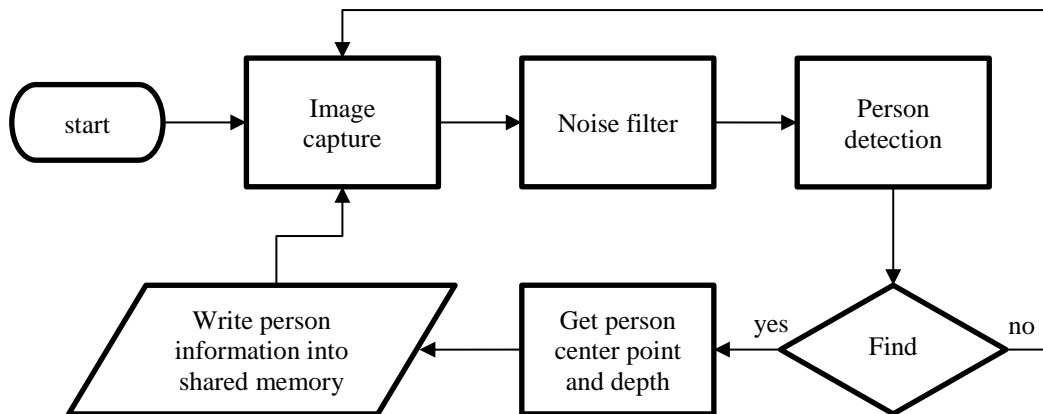 start
Image
capture
Noise filter
Person
detection
Write person
information into
shared memory
Get person
center point
and depth
yes
Find
no